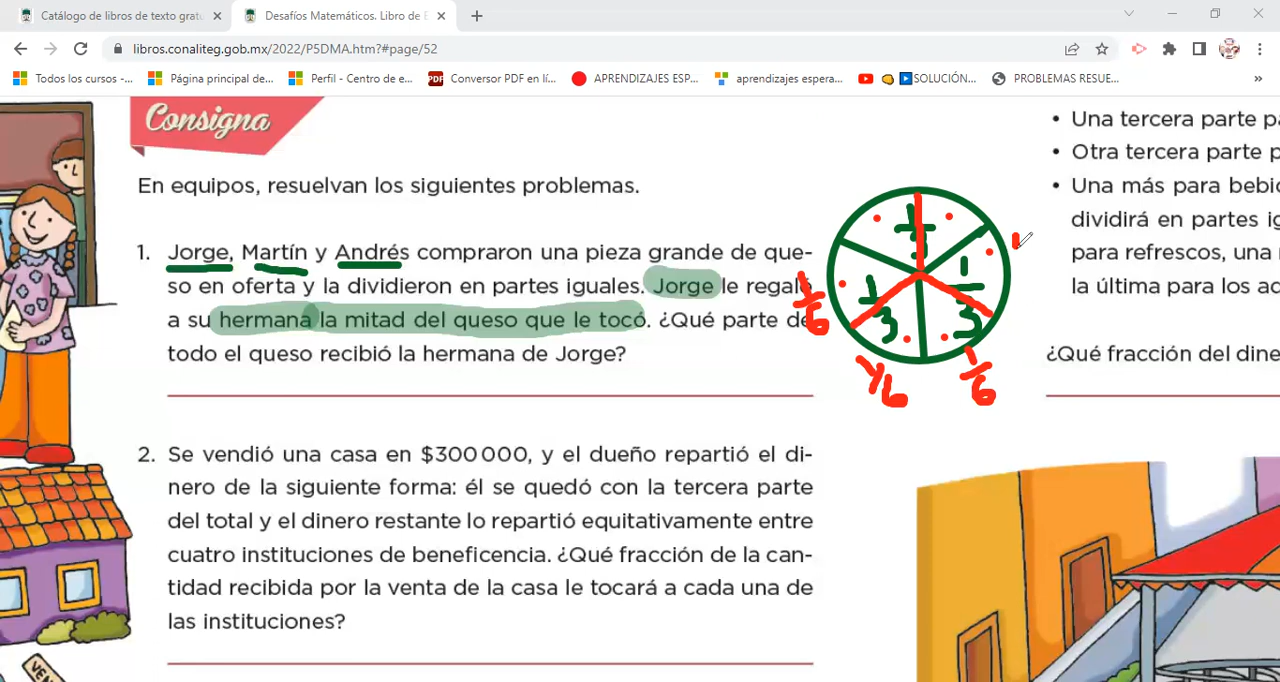 Catálogo de libros de texto gratu
Desafíos Matemáticos. Libro de E
libros.conaliteg.gob.mx/2022/P5DMA.htm?#page/52
Todos los cursos -...
Página principal de...
Perfil - Centro de e...
PDF
Conversor PDF en lí...
APRENDIZAJES ESP...
aprendizajes espera...
SOLUCIÓN...
PROBLEMAS RESUE...
»
Consigna
En equipos, resuelvan los siguientes problemas.
1. Jorge, Martín y Andrés compraron una pieza grande de que-
so en oferta y la dividieron en partes iguales. Jorge le regaló
a su hermana la mitad del queso que le tocó. ¿Qué parte de
todo el queso recibió la hermana de Jorge?
2. Se vendió una casa en $300 000, y el dueño repartió el di-
nero de la siguiente forma: él se quedó con la tercera parte
del total y el dinero restante lo repartió equitativamente entre
cuatro instituciones de beneficencia. ¿Qué fracción de la can-
tidad recibida por la venta de la casa le tocará a cada una de
las instituciones?
1/3
1/3
1/3
1/6
1/6
1/6
1
• Una tercera parte pa
• Otra tercera parte p
• Una más para bebid
dividirá en partes ig
para refrescos, una
la última para los ad
¿Qué fracción del dine
VEN